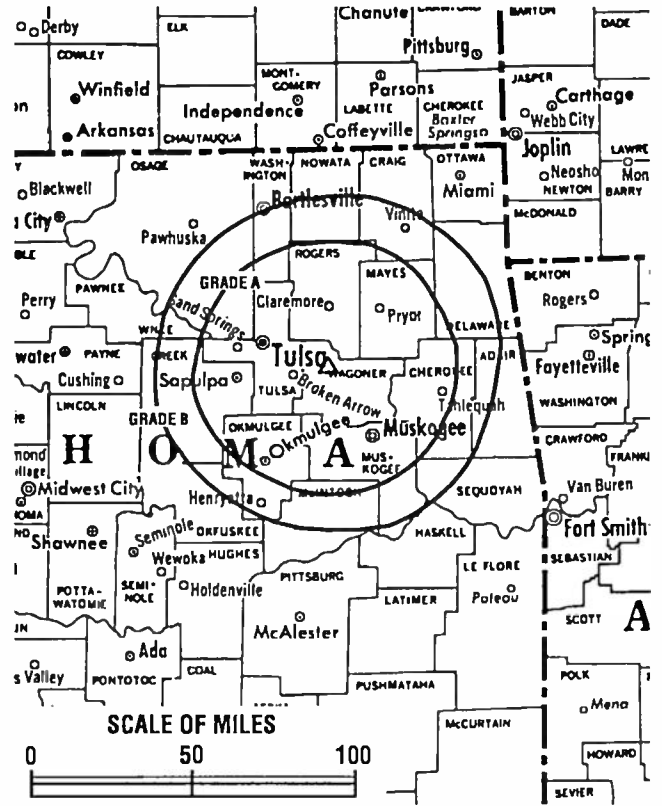 Derby
ELK
Chanute
BARTON
DADE
COWLEY
Pittsburg
MONT-
GOMERY
JASPER
Winfield
Parsons
Carthage
Independence
LABETTE
CHEROKEE
Webb City
Baxter
Springs
Arkansas
CHAUTAUQUA
Coffeyville
Joplin
OSAGE
WASH-
INGTON
NOWATA
CRAIG
OTTAWA
Neosho
NEWTON
BARRY
Blackwell
Miami
Bartlesville
McDONALD
City
Vinita
Pawhuska
ROGERS
BENTON
MAYES
GRADE A
PAWNEE
Rogers
Claremore
Pryor
Perry
Sand Springs
DELAWARE
CREEK
ADAIR
PAYNE
Tulsa
Fayetteville
WAGONER
CHEROKEE
Cushing
Sapulpa
TULSA
Broken Arrow
Tahlequah
LINCOLN
WASHINGTON
GRADE B
OKMULGEE
Okmulgee
Muskogee
CRAWFORD
H O M A
MUS-
KOGEE
Midwest City
McINTOSH
SEQUOYAH
Van Buren
Henryetta
Fort Smith
Shawnee
Seminole
OKFUSKEE
HASKELL
Wewoka
HUGHES
SEBASTIAN
LE FLORE
SEMI-
NOLE
Holdenville
PITTSBURG
POTTA-
WATOMIE
LATIMER
Poteau
SCOTT
A
McAlester
Ada
COAL
POLK
s Valley
PONTOTOC
PUSHMATAHA
Mena
McCURTAIN
SCALE OF MILES
HOWARD
0 50 100
SEVIER